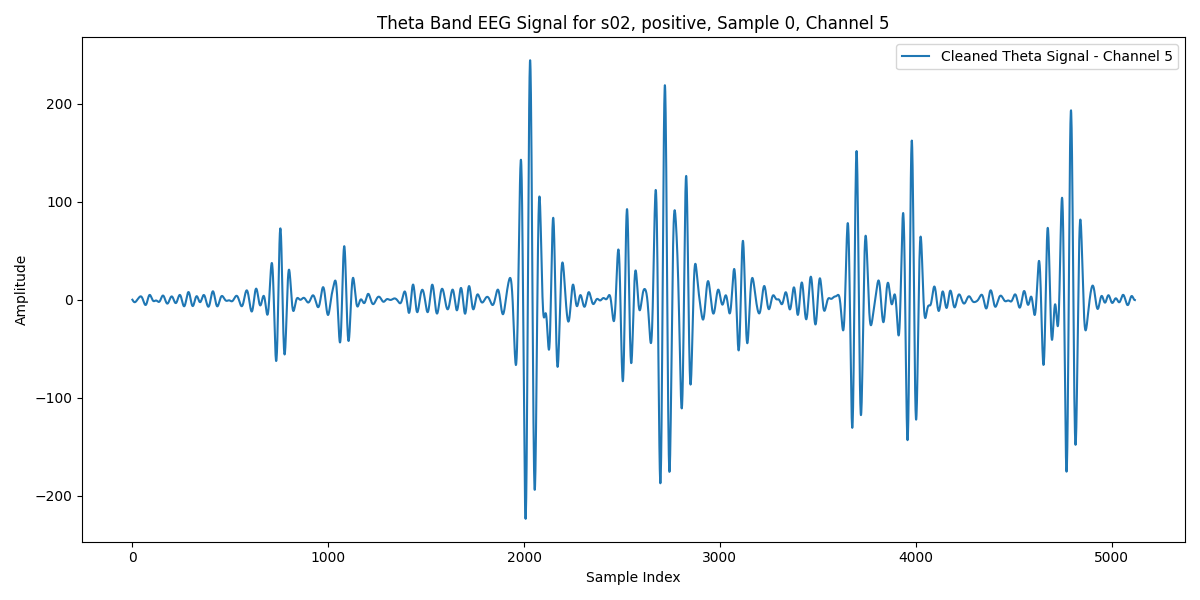 Theta Band EEG Signal for s02, positive, Sample 0, Channel 5
Cleaned Theta Signal - Channel 5
Amplitude
200
100
0
−100
−200
0 1000 2000 3000 4000 5000
Sample Index